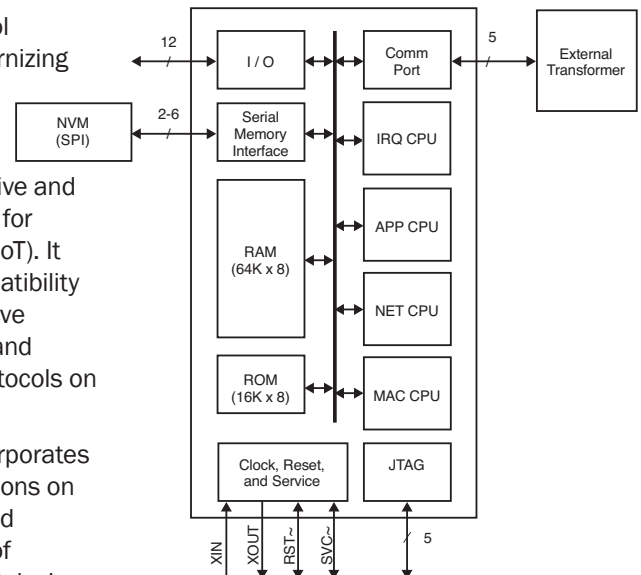 ol
rnizing
ive and
for
oT). It
atibility
ve
and
tocols on
rporates
ions on
d
of
12
I / O
Comm
Port
5
External
Transformer
NVM
(SPI)
2-6
Serial
Memory
Interface
IRQ CPU
RAM
(64K x 8)
APP CPU
NET CPU
ROM
(16K x 8)
MAC CPU
Clock, Reset,
and Service
JTAG
XIN
XOUT
RST~
SVC~
5